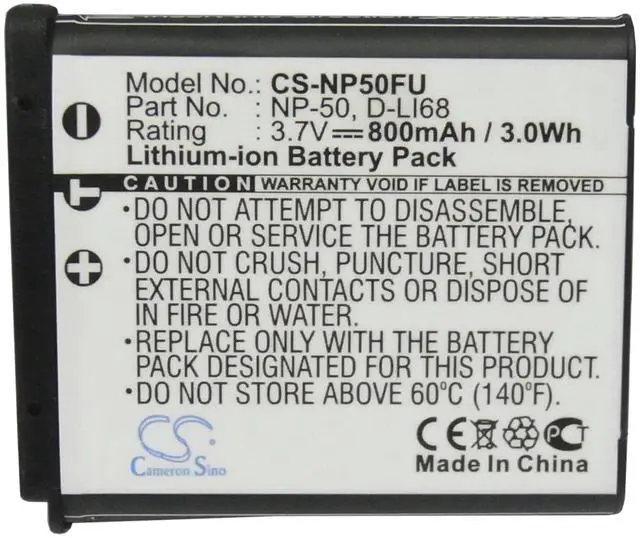 Model No.: CS-NP50FU
Part No. : NP-50, D-LI68
Rating : 3.7V 800mAh / 3.0Wh
Lithium-ion Battery Pack
CAUTION WARRANTY VOID IF LABEL IS REMOVED
T
•DO NOT ATTEMPT TO DISASSEMBLE,
OPEN OR SERVICE THE BATTERY PACK.
•DO NOT CRUSH, PUNCTURE, SHORT
EXTERNAL CONTACTS OR DISPOSE OF
IN FIRE OR WATER.
•REPLACE ONLY WITH THE BATTERY
PACK DESIGNATED FOR THIS PRODUCT.
•DO NOT STORE ABOVE 60°C (140°F).
CS
Cameron Sino
CE PCT
Made In China